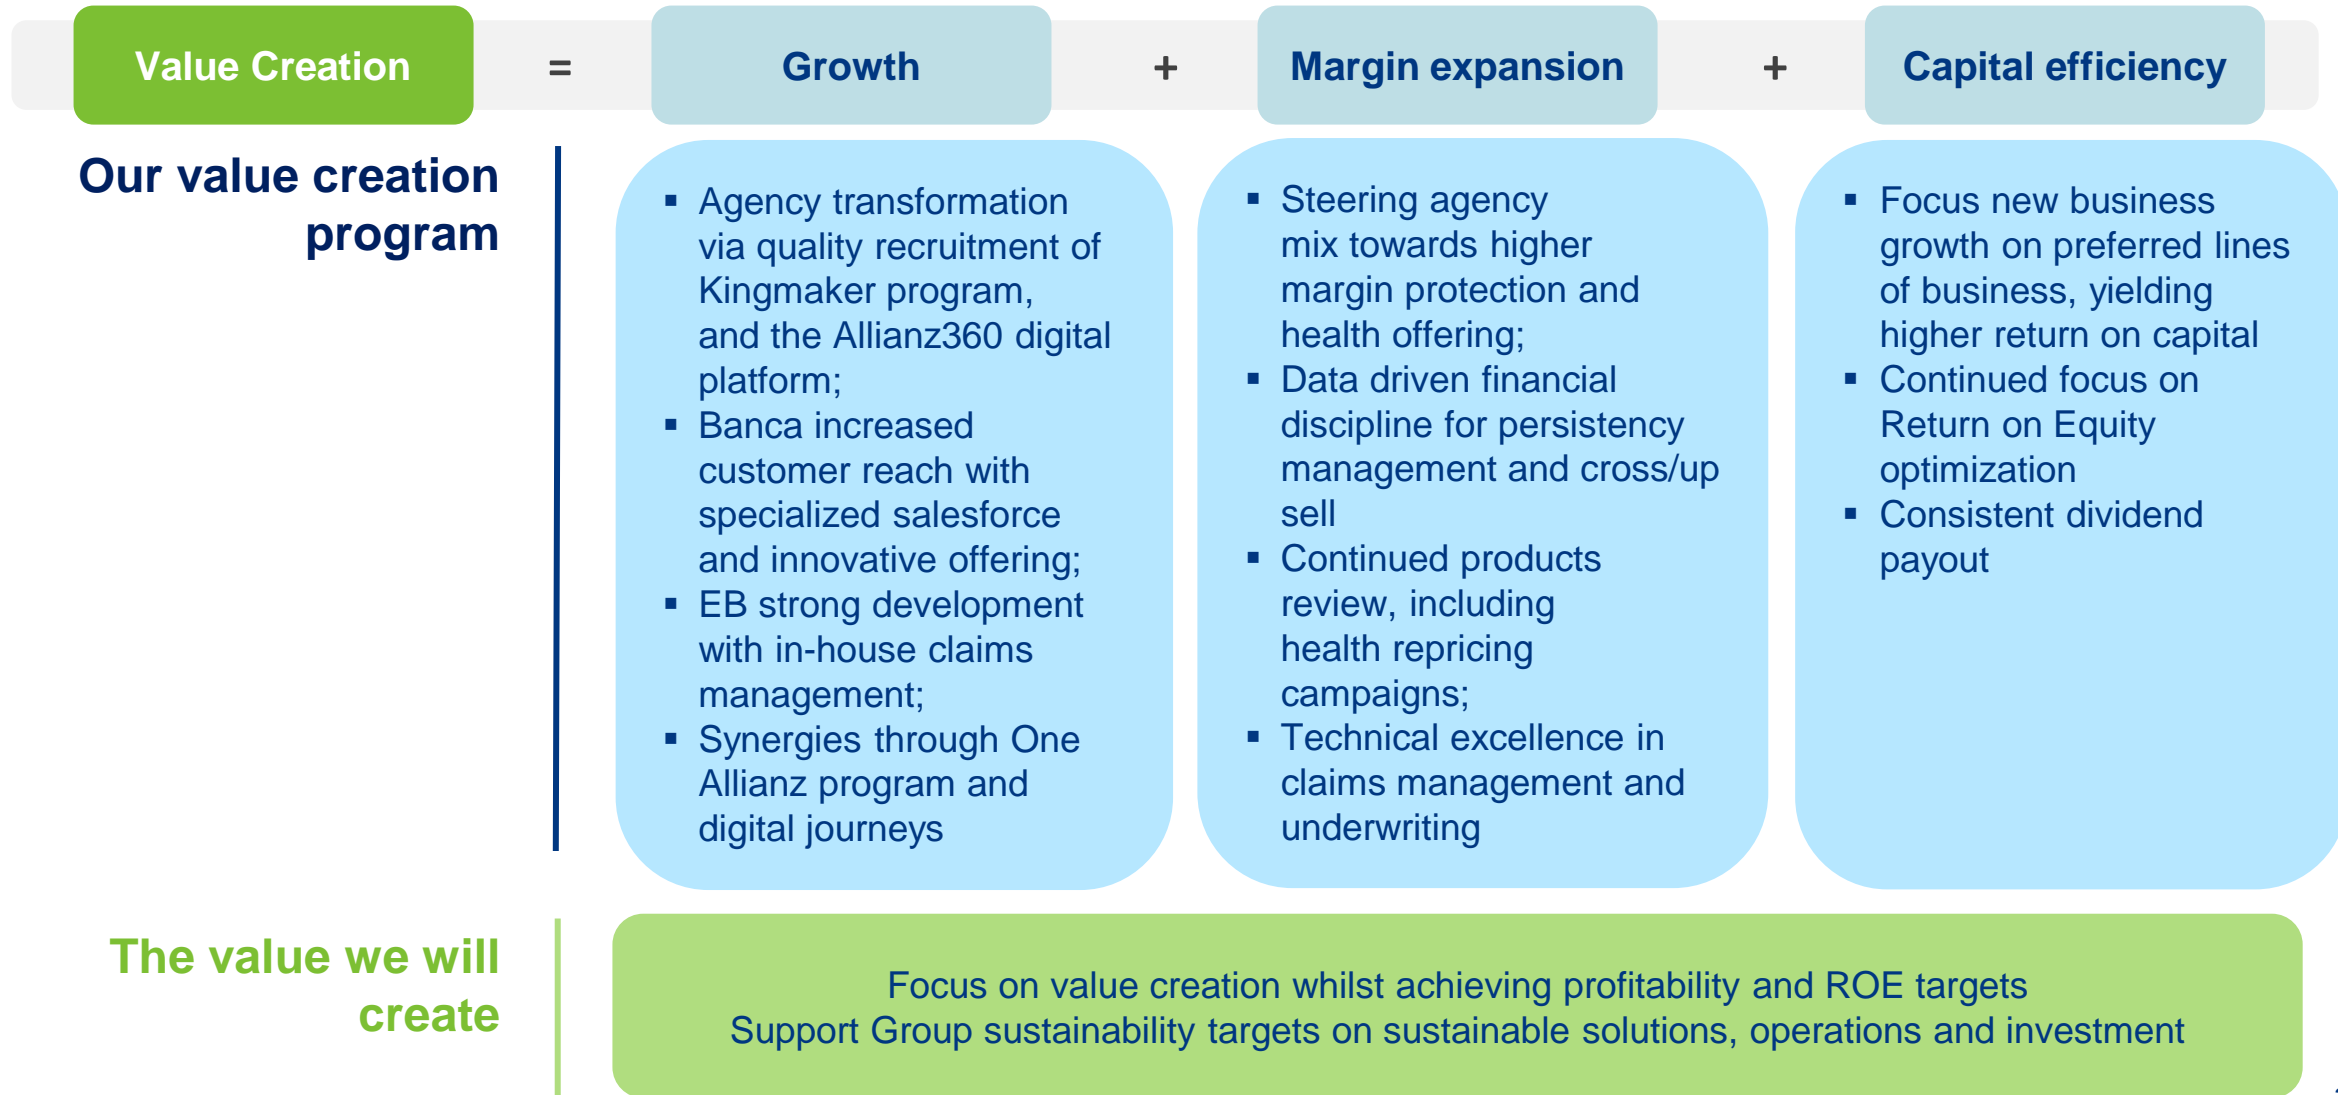 Value Creation = Growth + Margin expansion + Capital efficiency
Our value creation
program
▪ Agency transformation
via quality recruitment of
Kingmaker program,
and the Allianz360 digital
platform;
▪ Banca increased
customer reach with
specialized salesforce
and innovative offering;
▪ EB strong development
with in-house claims
management;
▪ Synergies through One
Allianz program and
digital journeys
▪ Steering agency
mix towards higher
margin protection and
health offering;
▪ Data driven financial
discipline for persistency
management and cross/up
sell
▪ Continued products
review, including
health repricing
campaigns;
▪ Technical excellence in
claims management and
underwriting
▪ Focus new business
growth on preferred lines
of business, yielding
higher return on capital
▪ Continued focus on
Return on Equity
optimization
▪ Consistent dividend
payout
The value we will
create
Focus on value creation whilst achieving profitability and ROE targets
Support Group sustainability targets on sustainable solutions, operations and investment